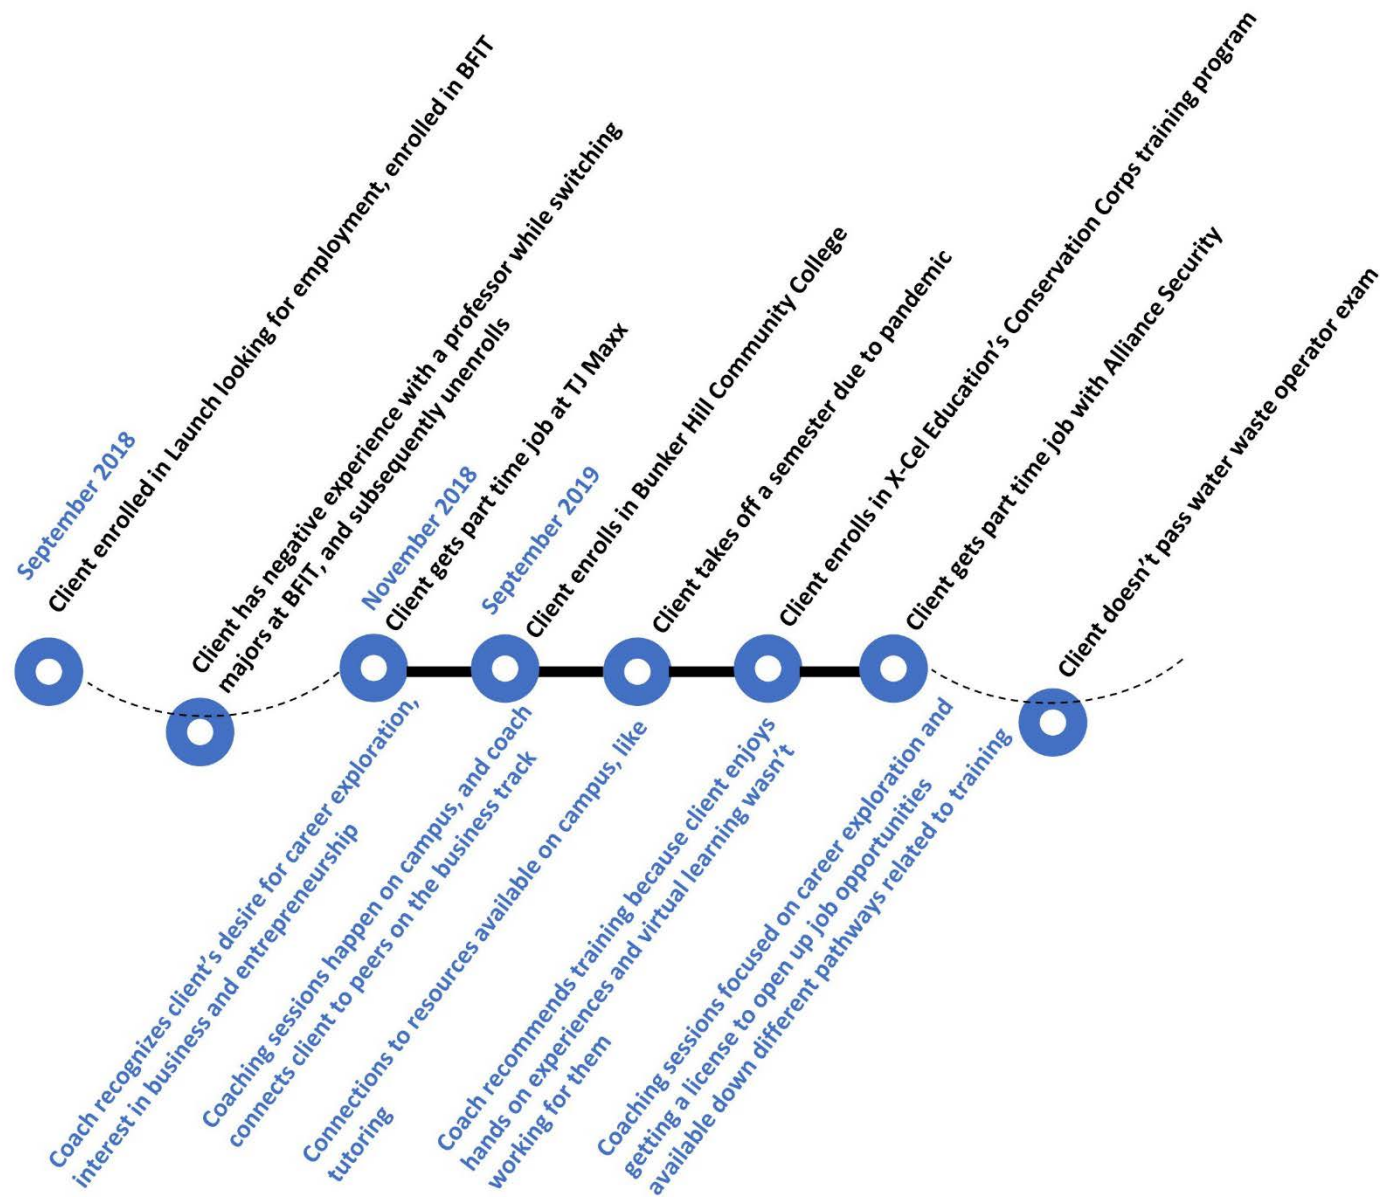 September 2018
Client enrolled in Launch looking for employment, enrolled in BFIT
Client has negative experience with a professor while switching
majors at BFIT, and subsequently unenrolls
November 2018
Client gets part time job at TJ Maxx
September 2019
Client enrolls in Bunker Hill Community College
Client takes off a semester due to pandemic
Client enrolls in X-Cel Education’s Conservation Corps training program
Client gets part time job with Alliance Security
Client doesn’t pass water waste operator exam
Coach recognizes client’s desire for career exploration,
interest in business and entrepreneurship
Coaching sessions happen on campus, and coach
connects client to peers on the business track
Connections to resources available on campus, like
tutoring
Coach recommends training because client enjoys
hands on experiences and virtual learning wasn’t
working for them
Coaching sessions focused on career exploration and
getting a license to open up job opportunities
available down different pathways related to training